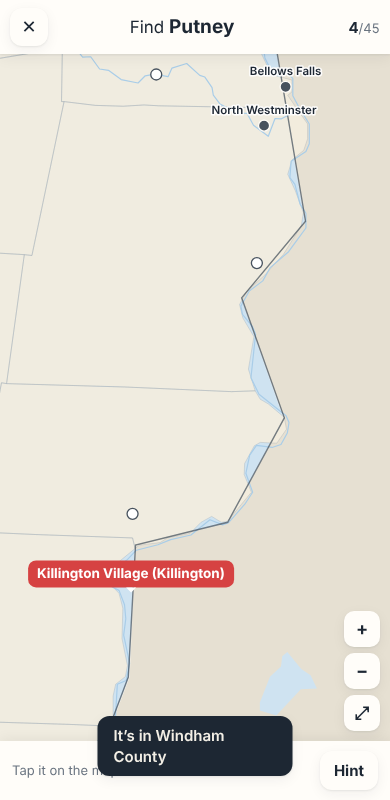 ✕
Find Putney
4/45
Bellows Falls
North Westminster
Killington Village (Killington)
+
−
It’s in Windham
County
Tap it on the m
Hint